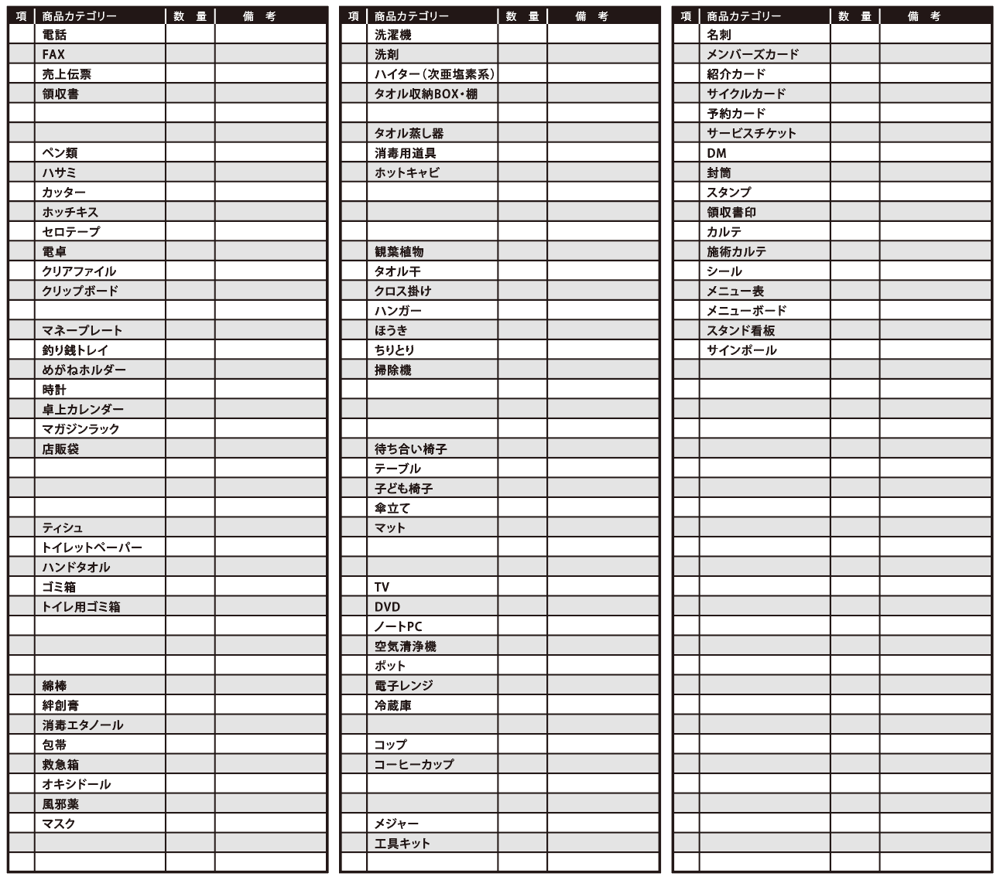 項 商品カテゴリー 数 量 備 考
電話
FAX
売上伝票
領収書
ペン類
ハサミ
カッター
ホッチキス
セロテープ
電卓
クリアファイル
クリップボード
マネープレート
釣り銭トレイ
めがねホルダー
時計
卓上カレンダー
マガジンラック
店販袋
ティシュ
トイレットペーパー
ハンドタオル
ゴミ箱
トイレ用ゴミ箱
綿棒
絆創膏
消毒エタノール
包帯
救急箱
オキシドール
風邪薬
マスク
項 商品カテゴリー 数 量 備 考
洗濯機
洗剤
ハイター（次亜塩素系）
タオル収納BOX・棚
タオル蒸し器
消毒用道具
ホットキャビ
観葉植物
タオル干
クロス掛け
ハンガー
ほうき
ちりとり
掃除機
待ち合い椅子
テーブル
子ども椅子
傘立て
マット
TV
DVD
ノートPC
空気清浄機
ポット
電子レンジ
冷蔵庫
コップ
コーヒーカップ
メジャー
工具キット
項 商品カテゴリー 数 量 備 考
名刺
メンバーズカード
紹介カード
サイクルカード
予約カード
サービスチケット
DM
封筒
スタンプ
領収書印
カルテ
施術カルテ
シール
メニュー表
メニューボード
スタンド看板
サインポール